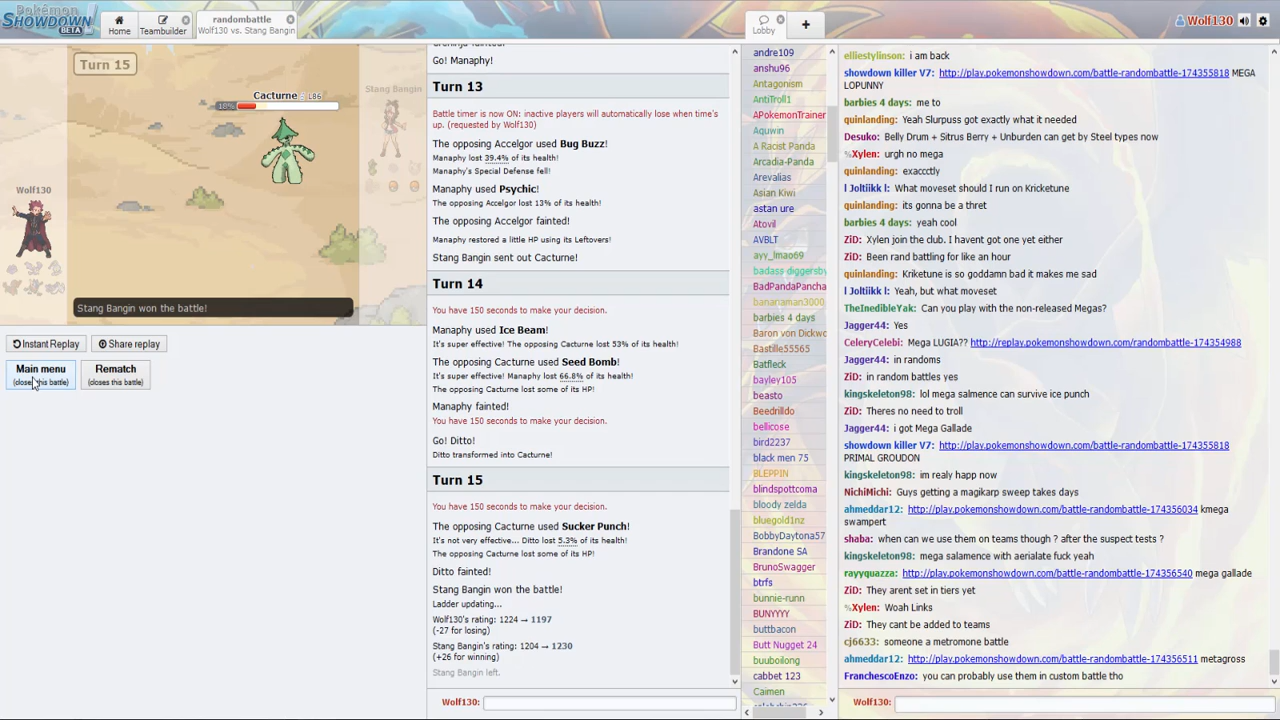 Pokémon
SHOWDOWN
BETA
Home
Teambuilder
randombattle
Wolf130 vs. Stang Bangin
Lobby
+
Wolf130
Turn 15
Cacturne L86
18%
Stang Bangin
Wolf130
Stang Bangin won the battle!
Instant Replay
Share replay
Main menu
(closes this battle)
Rematch
(closes this battle)
Go! Manaphy!
Turn 13
Battle timer is now ON: inactive players will automatically lose when time's
up. (requested by Wolf130)
The opposing Accelgor used Bug Buzz!
Manaphy lost 39.4% of its health!
Manaphy's Special Defense fell!
Manaphy used Psychic!
The opposing Accelgor lost 13% of its health!
The opposing Accelgor fainted!
Manaphy restored a little HP using its Leftovers!
Stang Bangin sent out Cacturne!
Turn 14
You have 150 seconds to make your decision.
Manaphy used Ice Beam!
It's super effective! The opposing Cacturne lost 53% of its health!
The opposing Cacturne used Seed Bomb!
It's super effective! Manaphy lost 66.8% of its health!
The opposing Cacturne lost some of its HP!
Manaphy fainted!
You have 150 seconds to make your decision.
Go! Ditto!
Ditto transformed into Cacturne!
Turn 15
You have 150 seconds to make your decision.
The opposing Cacturne used Sucker Punch!
It's not very effective... Ditto lost 5.3% of its health!
The opposing Cacturne lost some of its HP!
Ditto fainted!
Stang Bangin won the battle!
Ladder updating...
Wolf130's rating: 1224 → 1197
(-27 for losing)
Stang Bangin's rating: 1204 → 1230
(+26 for winning)
Stang Bangin left.
Wolf130:
andre109
anshu96
Antagonism
AntiTroll1
APokemonTrainer
Aquwin
A Racist Panda
Arcadia-Panda
Arevalias
Asian Kiwi
astan ure
Atovil
AVBLT
ayy_lmao69
badass diggersby
BadPandaPancha
bananaman3000
barbies 4 days
Baron von Dickwo
Bastille55565
Batfleck
bayley105
beasto
Beedrilldo
bellicose
bird2237
black men 75
BLEPPIN
blindspottcoma
bloody zelda
bluegold1nz
BobbyDaytona57
Brandone SA
BrunoSwagger
btrfs
bunnie-runn
BUNYYYY
buttbacon
Butt Nugget 24
buuboilong
cabbet 123
Caimen
elliestylinson: i am back
showdown killer V7: http://play.pokemonshowdown.com/battle-randombattle-174355818 MEGA
LOPUNNY
barbies 4 days: me to
quinlanding: Yeah Slurpuss got exactly what it needed
Desuko: Belly Drum + Sitrus Berry + Unburden can get by Steel types now
%Xylen: urgh no mega
quinlanding: exaccctly
l Joltiikk l: What moveset should I run on Kricketune
quinlanding: its gonna be a thret
barbies 4 days: yeah cool
ZiD: Xylen join the dlub. I havent got one yet either
ZiD: Been rand battling for like an hour
quinlanding: Kriketune is so goddamn bad it makes me sad
l Joltiikk l: Yeah, but what moveset
TheInedibleYak: Can you play with the non-released Megas?
Jagger44: Yes
CeleryCelebi: Mega LUGIA?? http://replay.pokemonshowdown.com/battle-randombattle-174354988
Jagger44: in randoms
ZiD: in random battles yes
kingskeleton98: lol mega salmence can survive ice punch
ZiD: Theres no need to troll
Jagger44: i got Mega Gallade
showdown killer V7: http://play.pokemonshowdown.com/battle-randombattle-174355818
PRIMAL GROUDON
kingskeleton98: im realy happ now
NichiMichi: Guys getting a magikarp sweep takes days
ahmeddar12: http://play.pokemonshowdown.com/battle-randombattle-174356034 kmega
swampert
shaba: when can we use them on teams though ? after the suspect tests ?
kingskeleton98: mega salamence with aerialate fuck yeah
rayyquazza: http://play.pokemonshowdown.com/battle-randombattle-174356540 mega gallade
ZiD: They arent set in tiers yet
%Xylen: Woah Links
ZiD: They cant be added to teams
cj6633: someone a metromone battle
ahmeddar12: http://play.pokemonshowdown.com/battle-randombattle-174356511 metagross
FranchescoEnzo: you can probably use them in custom battle tho
Wolf130: